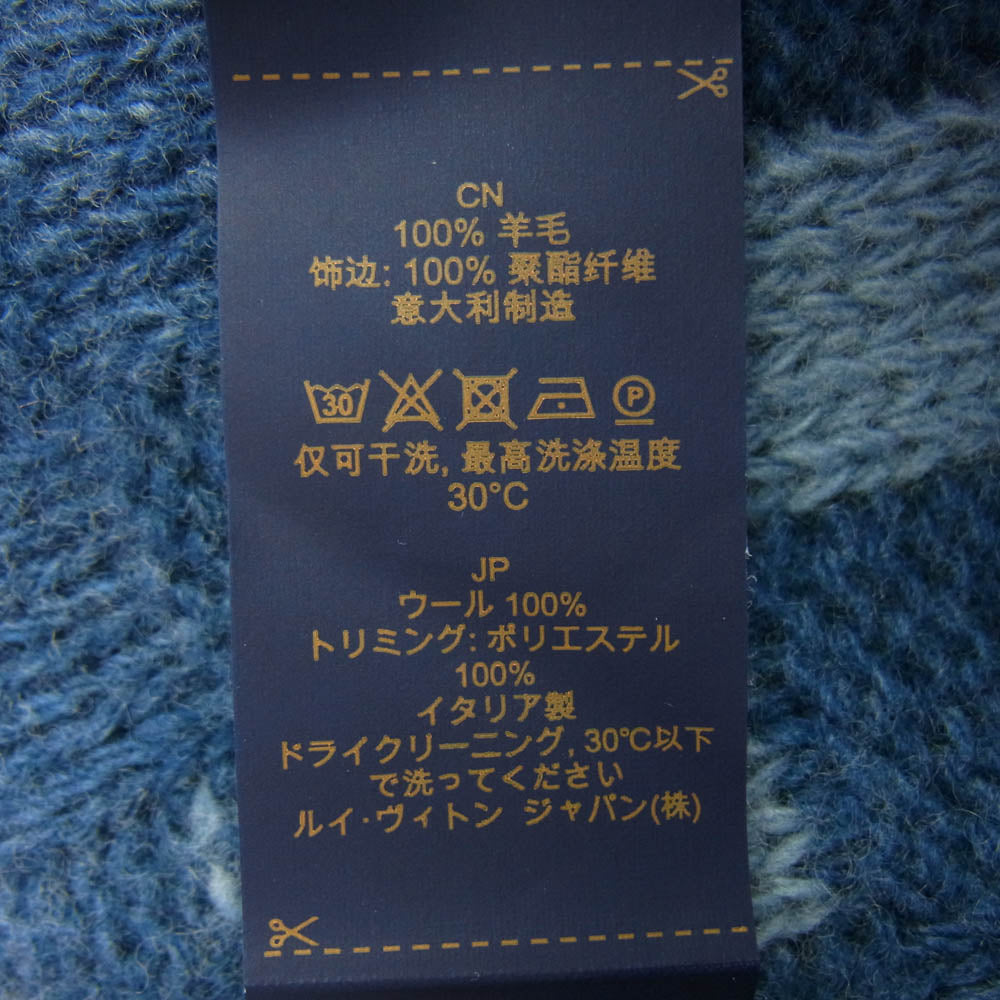 CN
100% 羊毛
饰边: 100% 聚酯纤维
意大利制造
30 P
仅可干洗, 最高洗涤温度
30°C
JP
ウール 100%
トリミング: ポリエステル
100%
イタリア製
ドライクリーニング, 30℃以下
で洗ってください
ルイ·ヴィトン ジャパン(株)